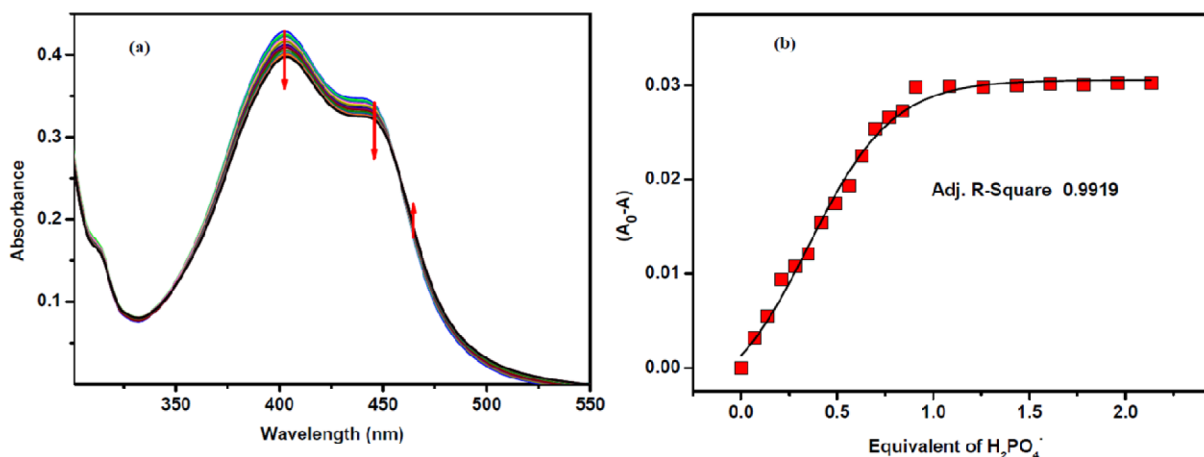 (a)
0.4
0.3
0.2
0.1
Absorbance
350
400
450
500
550
Wavelength (nm)
(b)
0.03
0.02
0.01
0.00
(A₀-A)
Adj. R-Square 0.9919
0.0
0.5
1.0
1.5
2.0
Equivalent of H₂PO₄⁻